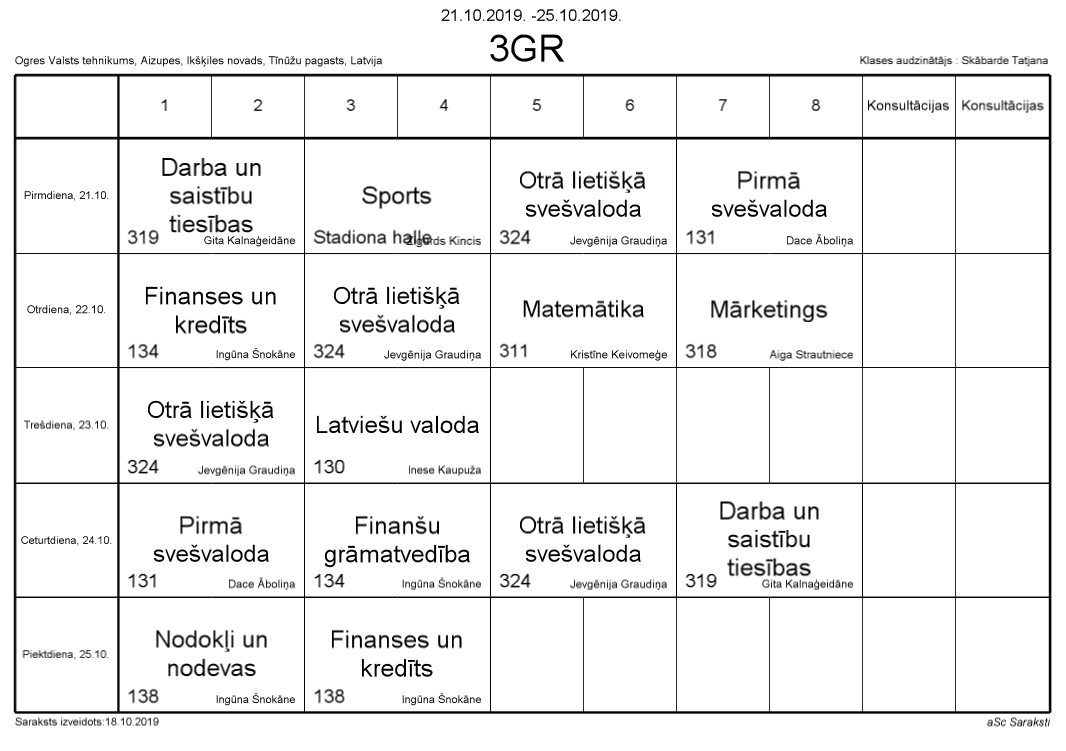 21.10.2019. -25.10.2019.
3GR
Ogres Valsts tehnikums, Aizupes, Ikšķiles novads, Tīnūžu pagasts, Latvija
Klases audzinātājs : Skābarde Tatjana
1 2 3 4 5 6 7 8 Konsultācijas Konsultācijas
Pirmdiena, 21.10.
Darba un
saistību
tiesības
319 Gita Kalnaģeidāne
Sports
Stadiona halle Zigurds Kincis
Otrā lietišķā
svešvaloda
324 Jevgēnija Graudiņa
Pirmā
svešvaloda
131 Dace Āboliņa
Otrdiena, 22.10.
Finanses un
kredīts
134 Ingūna Šnokāne
Otrā lietišķā
svešvaloda
324 Jevgēnija Graudiņa
Matemātika
311 Kristīne Keivomeģe
Mārketings
318 Aiga Strautniece
Trešdiena, 23.10.
Otrā lietišķā
svešvaloda
324 Jevgēnija Graudiņa
Latviešu valoda
130 Inese Kaupuža
Ceturtdiena, 24.10.
Pirmā
svešvaloda
131 Dace Āboliņa
Finanšu
grāmatvedība
134 Ingūna Šnokāne
Otrā lietišķā
svešvaloda
324 Jevgēnija Graudiņa
Darba un
saistību
tiesības
319 Gita Kalnaģeidāne
Piektdiena, 25.10.
Nodokļi un
nodevas
138 Ingūna Šnokāne
Finanses un
kredīts
138 Ingūna Šnokāne
Saraksts izveidots:18.10.2019
aSc Saraksti